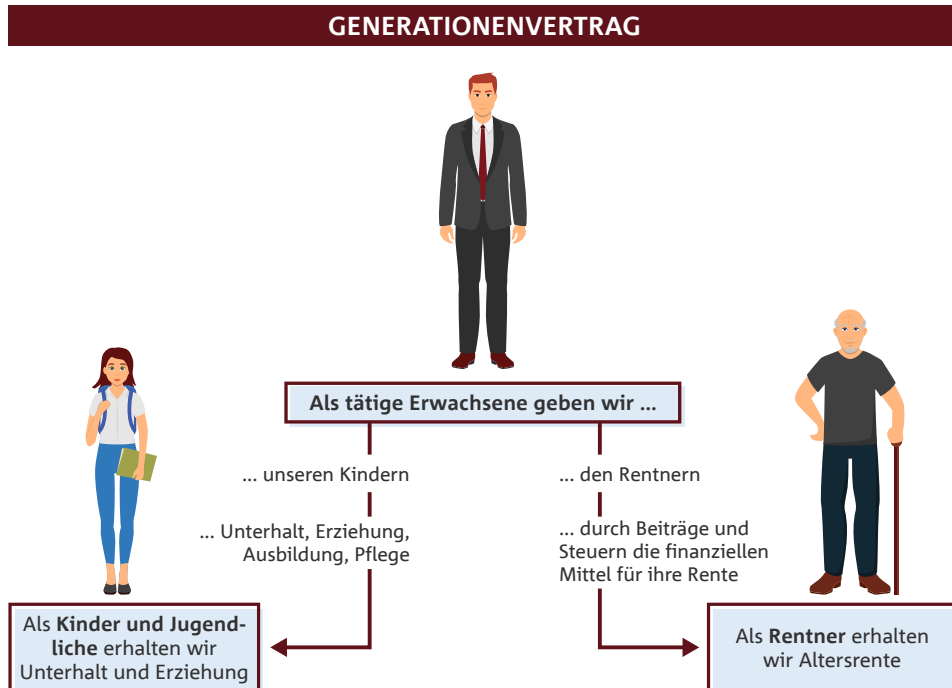 GENERATIONENVERTRAG
Als tätige Erwachsene geben wir ...
... unseren Kindern
... Unterhalt, Erziehung,
Ausbildung, Pflege
... den Rentnern
... durch Beiträge und
Steuern die finanziellen
Mittel für ihre Rente
Als Kinder und Jugend-
liche erhalten wir
Unterhalt und Erziehung
Als Rentner erhalten
wir Altersrente